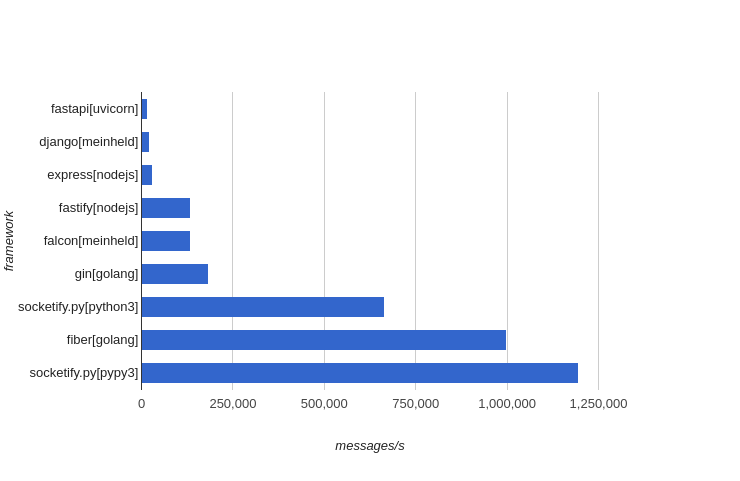 fastapi[uvicorn]
django[meinheld]
express[nodejs]
fastify[nodejs]
falcon[meinheld]
gin[golang]
socketify.py[python3]
fiber[golang]
socketify.py[pypy3]
framework
0 250,000 500,000 750,000 1,000,000 1,250,000
messages/s